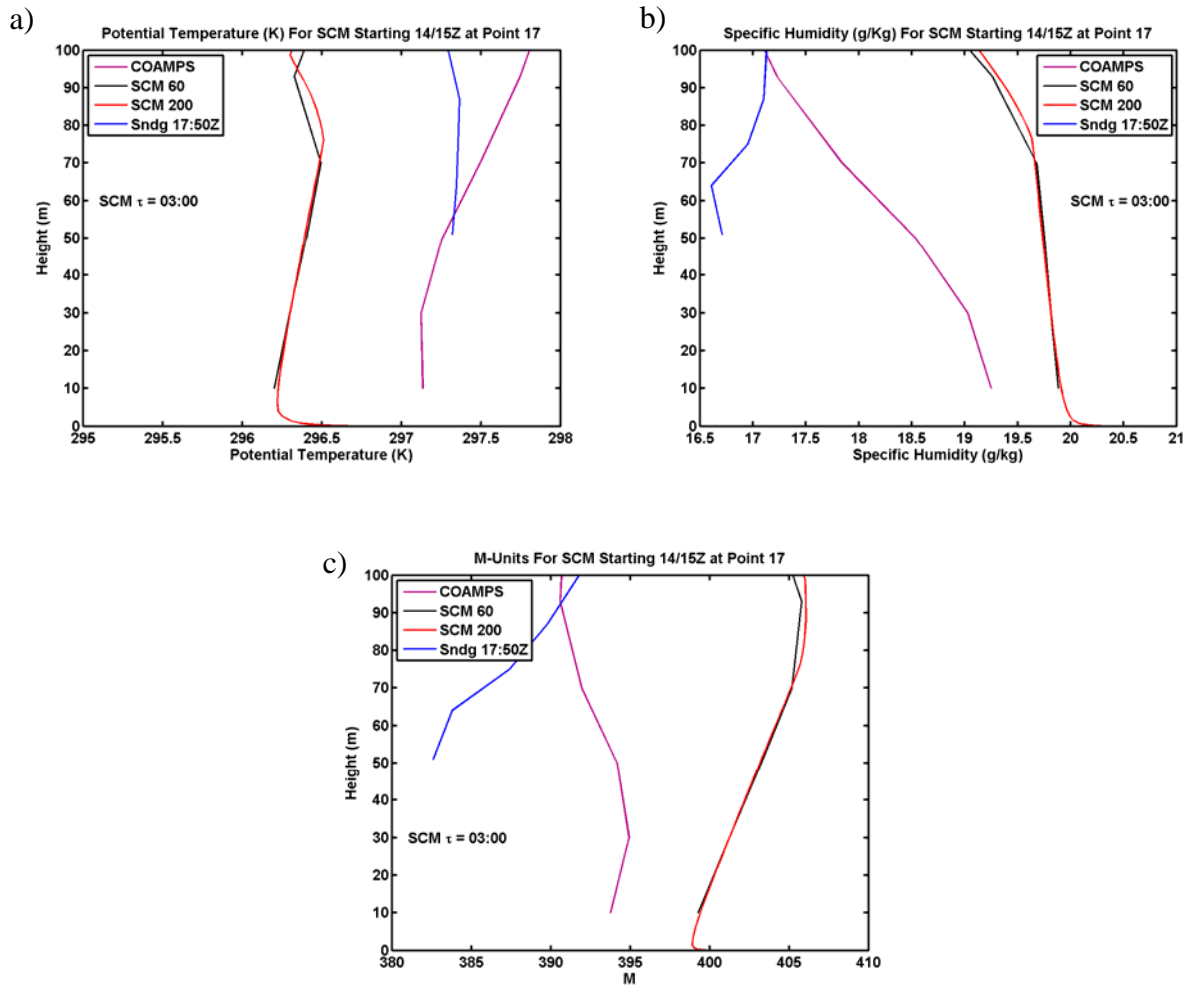 a)
Potential Temperature (K) For SCM Starting 14/15Z at Point 17
COAMPS
SCM 60
SCM 200
Sndg 17:50Z
SCM τ = 03:00
Height (m)
100
90
80
70
60
50
40
30
20
10
0
295 295.5 296 296.5 297 297.5 298
Potential Temperature (K)
b)
Specific Humidity (g/Kg) For SCM Starting 14/15Z at Point 17
COAMPS
SCM 60
SCM 200
Sndg 17:50Z
SCM τ = 03:00
Height (m)
100
90
80
70
60
50
40
30
20
10
0
16.5 17 17.5 18 18.5 19 19.5 20 20.5 21
Specific Humidity (g/kg)
c)
M-Units For SCM Starting 14/15Z at Point 17
COAMPS
SCM 60
SCM 200
Sndg 17:50Z
SCM τ = 03:00
Height (m)
100
90
80
70
60
50
40
30
20
10
0
380 385 390 395 400 405 410
M